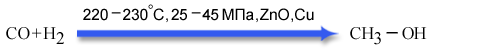 220–230°C, 25–45 МПа, ZnO, Cu
CO+H₂ → CH₃–OH